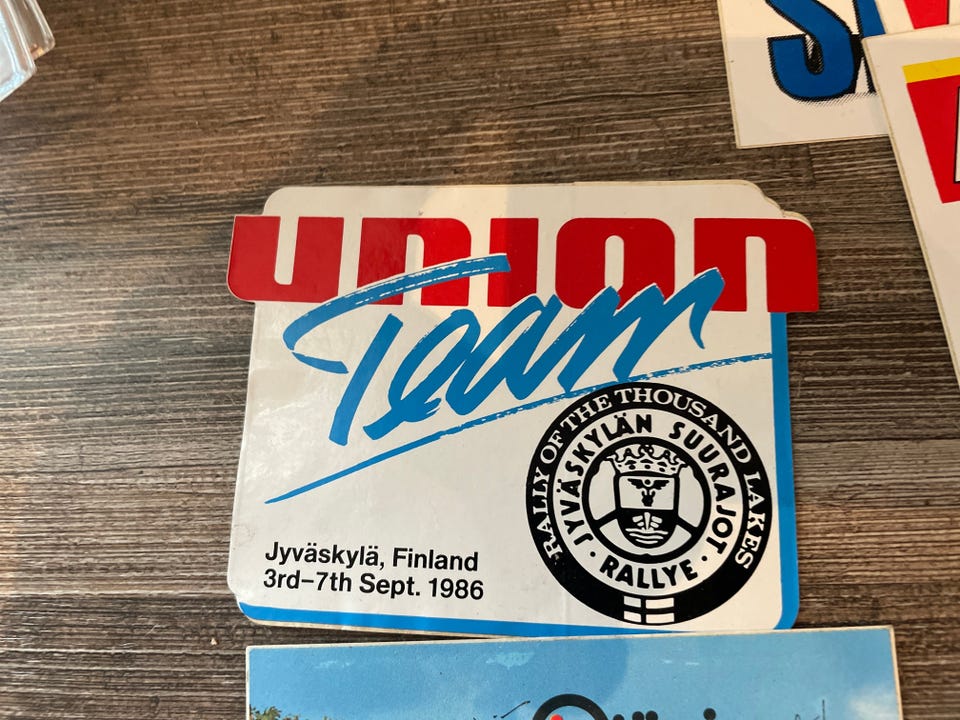 union
Team
RALLY OF THE THOUSAND LAKES
JYVÄSKYLÄN SUURAJOT
· RALLYE ·
Jyväskylä, Finland
3rd–7th Sept. 1986